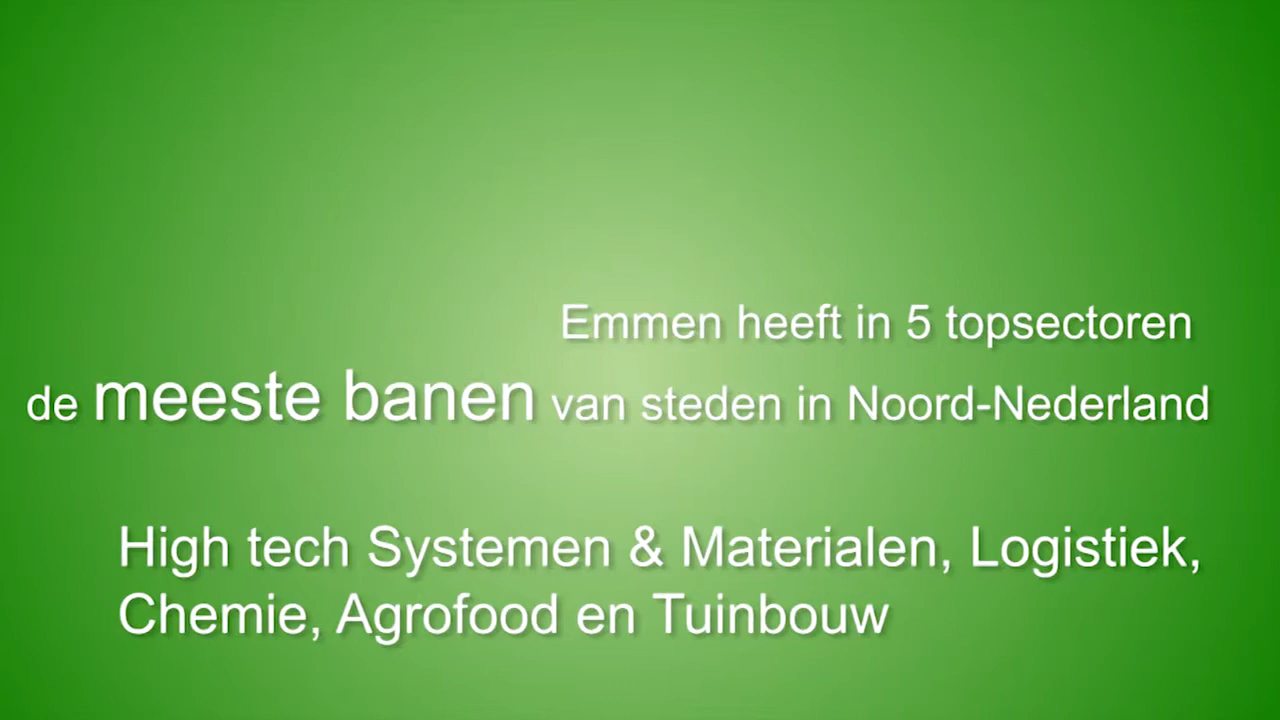 Emmen heeft in 5 topsectoren
de meeste banen van steden in Noord-Nederland
High tech Systemen & Materialen, Logistiek,
Chemie, Agrofood en Tuinbouw